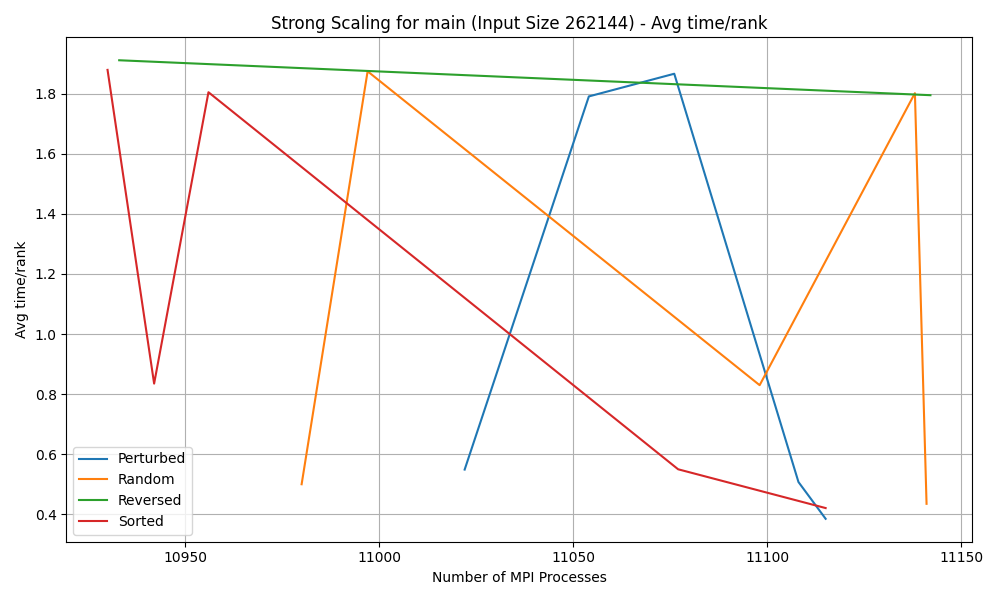 Strong Scaling for main (Input Size 262144) - Avg time/rank
Avg time/rank
1.8
1.6
1.4
1.2
1.0
0.8
0.6
0.4
Perturbed
Random
Reversed
Sorted
10950
11000
11050
11100
11150
Number of MPI Processes